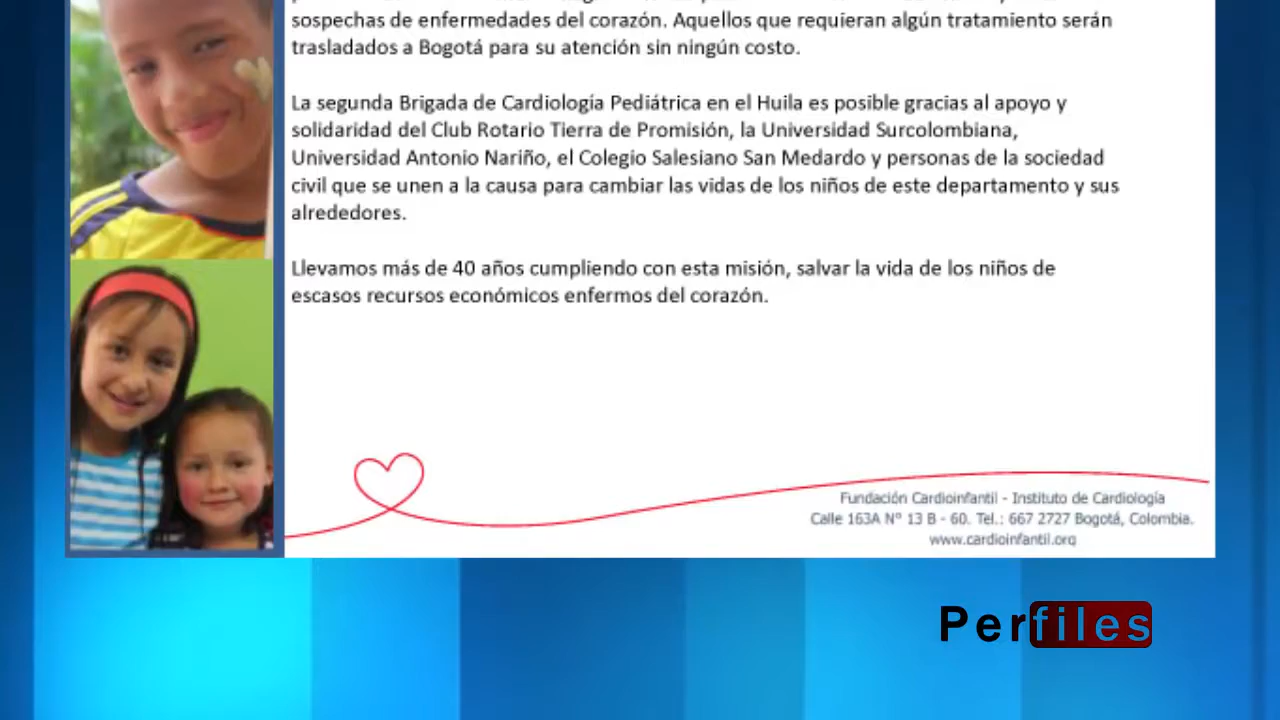 sospechas de enfermedades del corazón. Aquellos que requieran algún tratamiento serán
trasladados a Bogotá para su atención sin ningún costo.
La segunda Brigada de Cardiología Pediátrica en el Huila es posible gracias al apoyo y
solidaridad del Club Rotario Tierra de Promisión, la Universidad Surcolombiana,
Universidad Antonio Nariño, el Colegio Salesiano San Medardo y personas de la sociedad
civil que se unen a la causa para cambiar las vidas de los niños de este departamento y sus
alrededores.
Llevamos más de 40 años cumpliendo con esta misión, salvar la vida de los niños de
escasos recursos económicos enfermos del corazón.
Fundación Cardioinfantil - Instituto de Cardiología
Calle 163A Nº 13 B - 60. Tel.: 667 2727 Bogotá, Colombia.
www.cardioinfantil.org
Perfiles